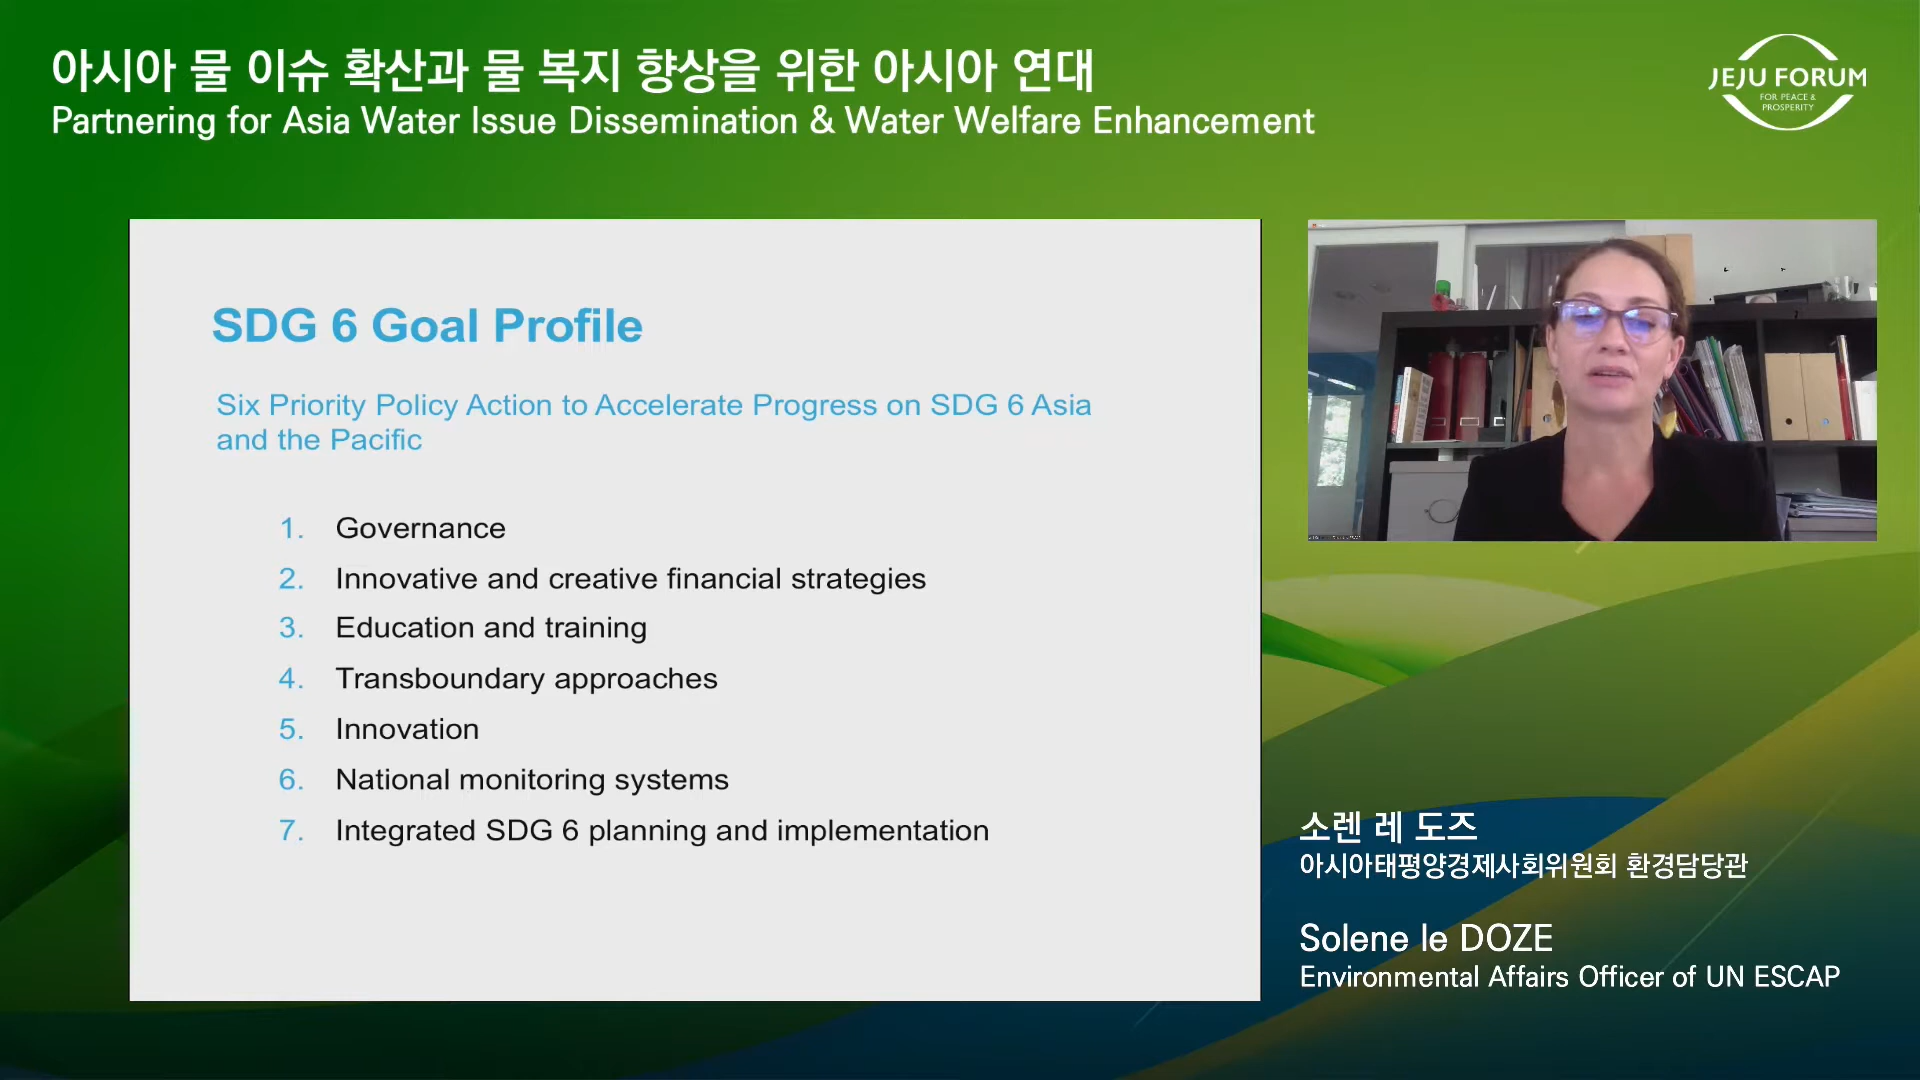 아시아 물 이슈 확산과 물 복지 향상을 위한 아시아 연대
Partnering for Asia Water Issue Dissemination & Water Welfare Enhancement
JEJU FORUM
FOR PEACE &
PROSPERITY
SDG 6 Goal Profile
Six Priority Policy Action to Accelerate Progress on SDG 6 Asia
and the Pacific
1. Governance
2. Innovative and creative financial strategies
3. Education and training
4. Transboundary approaches
5. Innovation
6. National monitoring systems
7. Integrated SDG 6 planning and implementation
소렌 레 도즈
아시아태평양경제사회위원회 환경담당관
Solene le DOZE
Environmental Affairs Officer of UN ESCAP